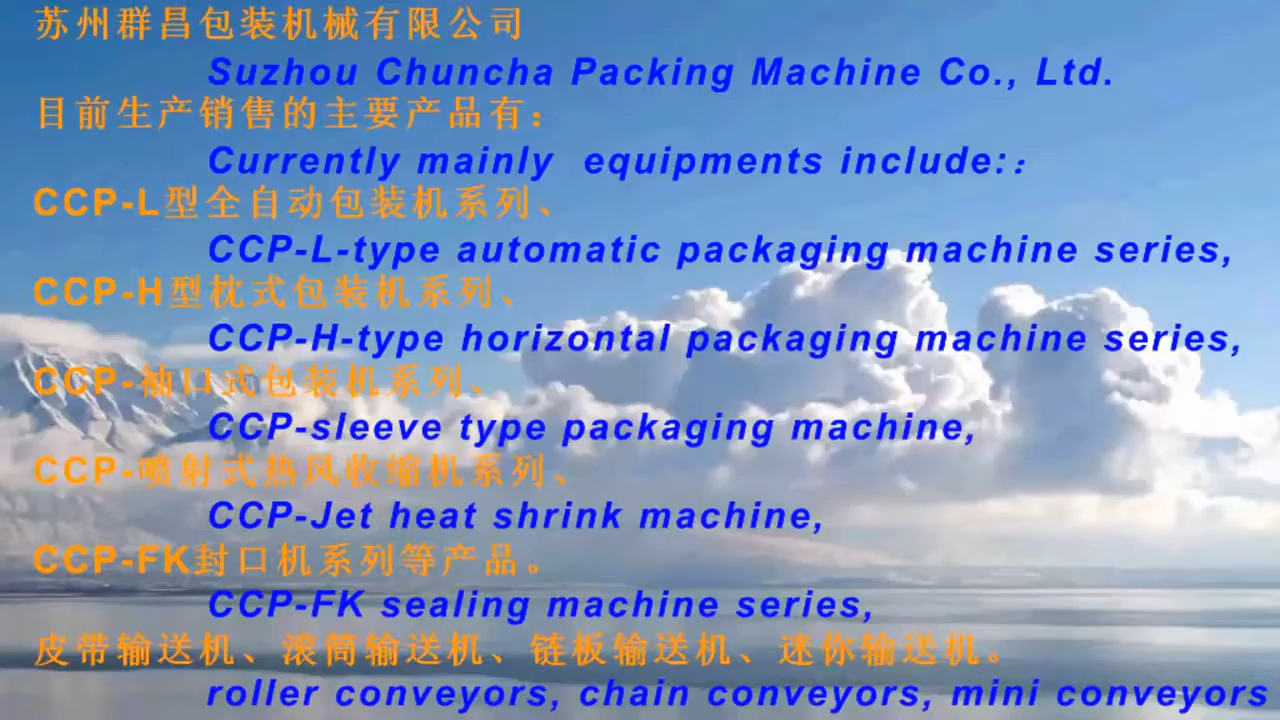 苏州群昌包装机械有限公司
Suzhou Chuncha Packing Machine Co., Ltd.
目前生产销售的主要产品有：
Currently mainly equipments include:：
CCP-L型全自动包装机系列、
CCP-L-type automatic packaging machine series,
CCP-H型枕式包装机系列、
CCP-H-type horizontal packaging machine series,
CCP-袖口式包装机系列、
CCP-sleeve type packaging machine,
CCP-喷射式热风收缩机系列、
CCP-Jet heat shrink machine,
CCP-FK封口机系列等产品。
CCP-FK sealing machine series,
皮带输送机、滚筒输送机、链板输送机、迷你输送机。
roller conveyors, chain conveyors, mini conveyors